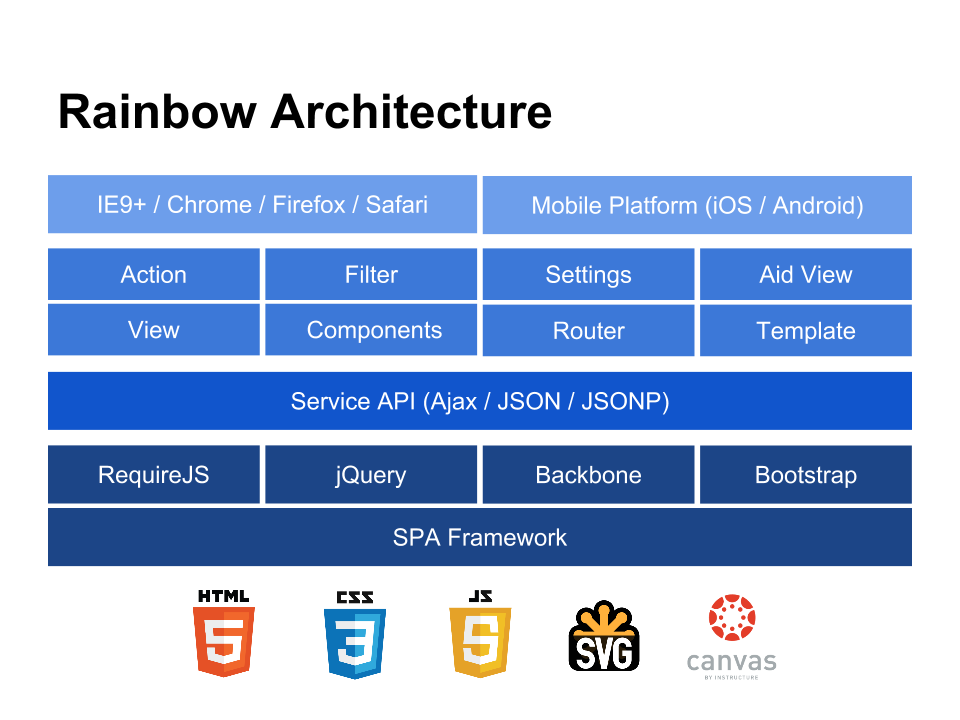 Rainbow Architecture
IE9+ / Chrome / Firefox / Safari
Mobile Platform (iOS / Android)
Action
Filter
Settings
Aid View
View
Components
Router
Template
Service API (Ajax / JSON / JSONP)
RequireJS
jQuery
Backbone
Bootstrap
SPA Framework
HTML
5
CSS
3
JS
5
SVG
canvas
BY INSTRUCTURE